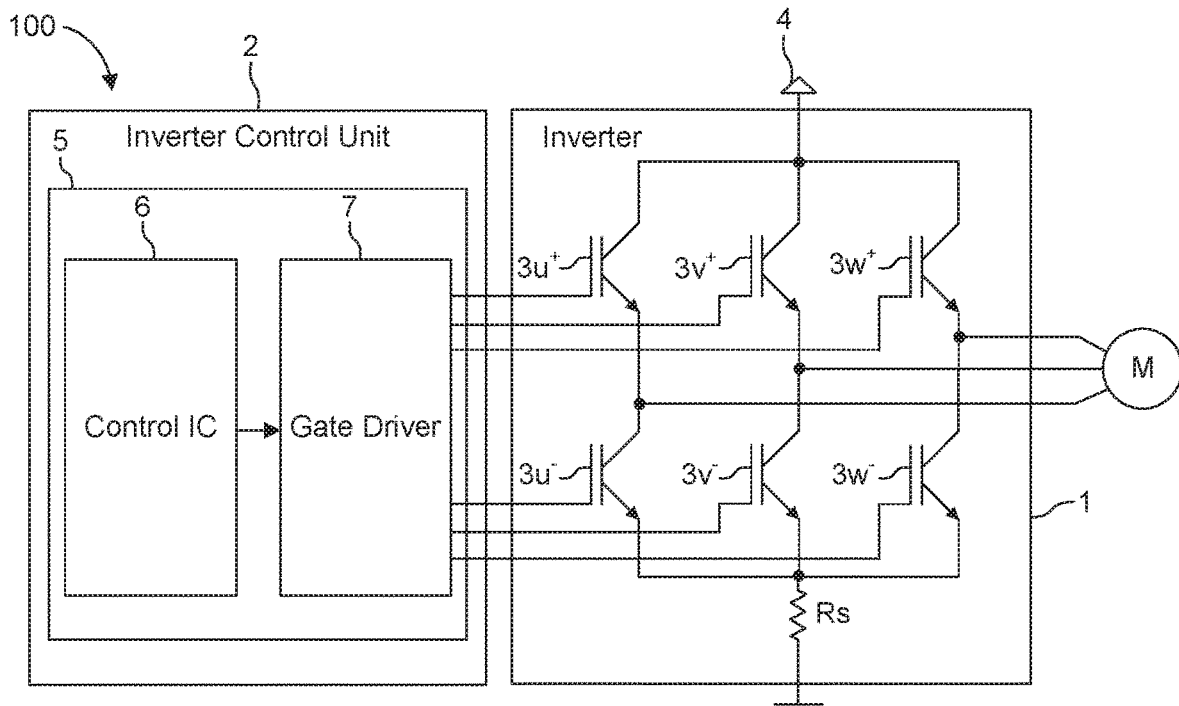 100
2
4
Inverter Control Unit
Inverter
5
6
7
3u⁺
3v⁺
3w⁺
M
Control IC
Gate Driver
3u⁻
3v⁻
3w⁻
1
Rs